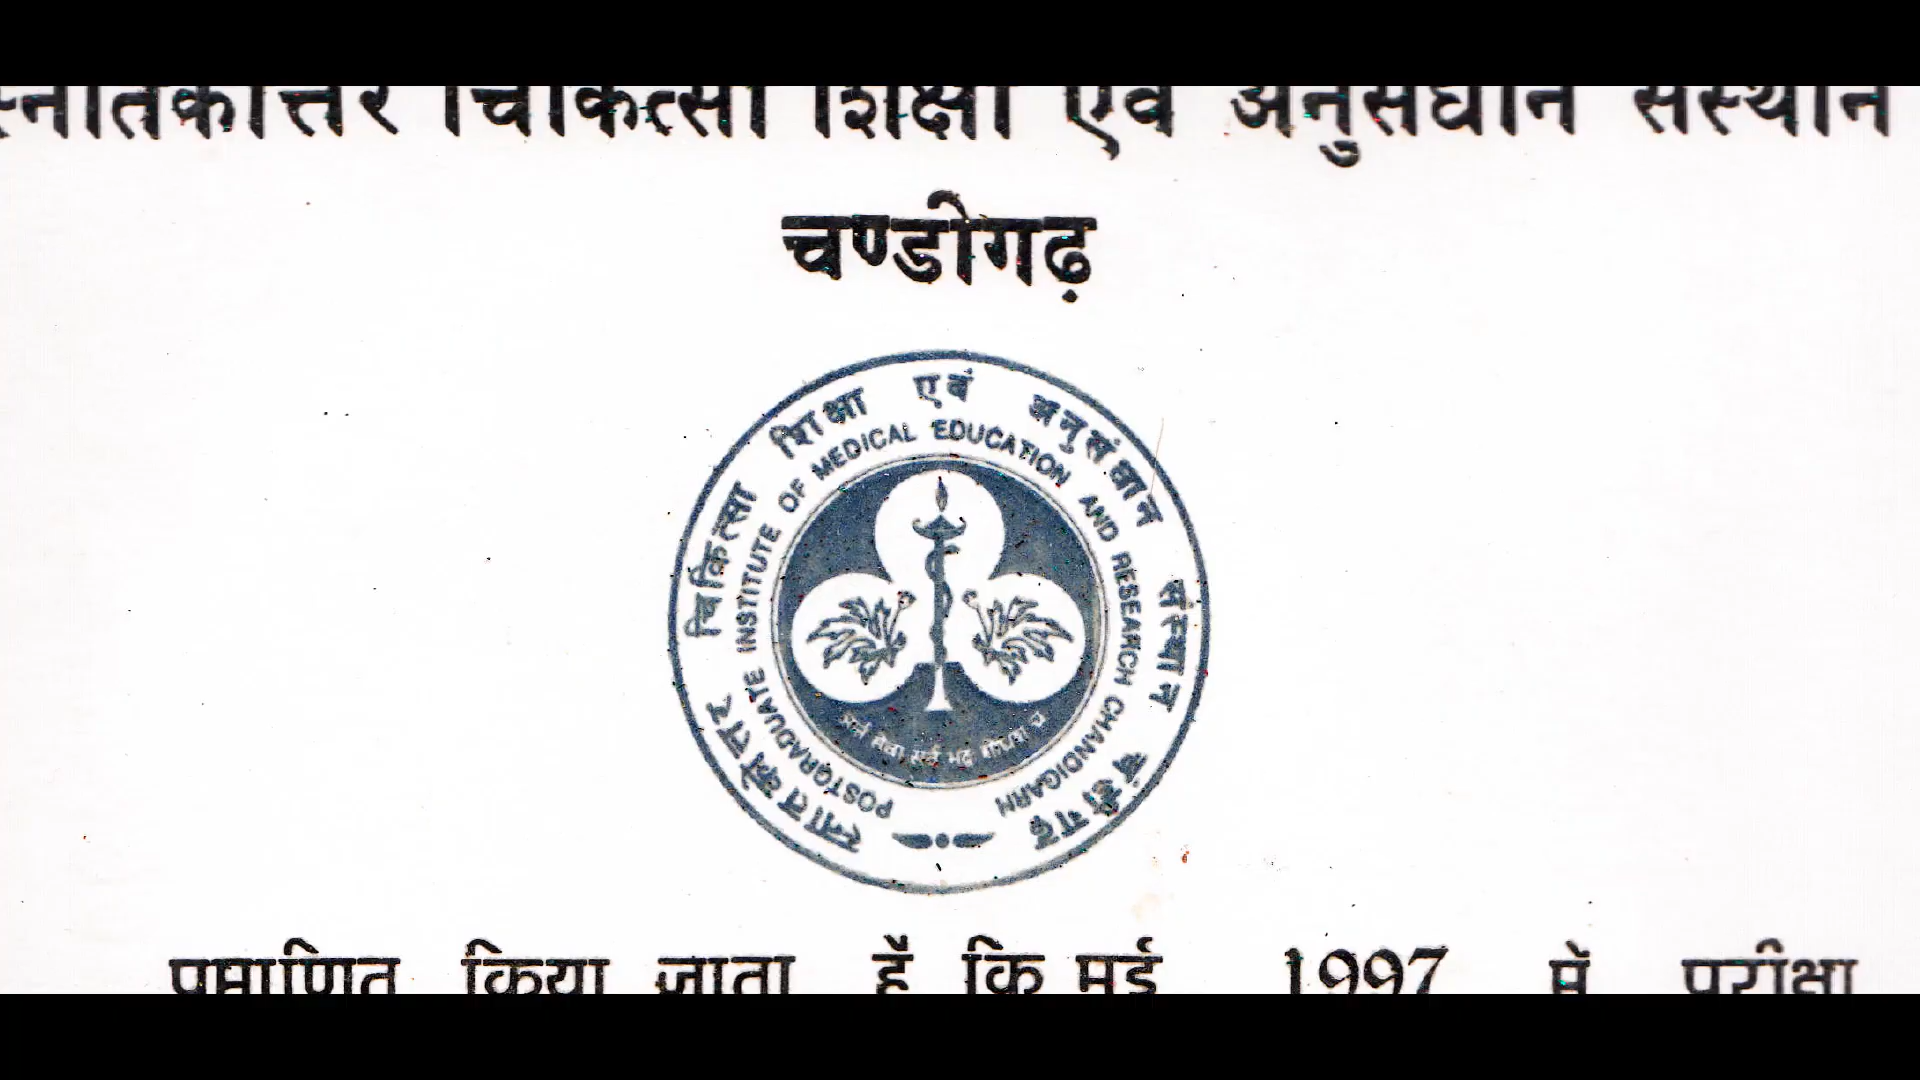 स्नातकोत्तर चिकित्सा शिक्षा एवं अनुसंधान संस्थान
चण्डीगढ़
स्नातकोत्तर चिकित्सा शिक्षा एवं अनुसंधान संस्थान चंडीगढ़
POSTGRADUATE INSTITUTE OF MEDICAL EDUCATION AND RESEARCH CHANDIGARH
प्रमाणित किया जाता है कि मई 1997 में परीक्षा